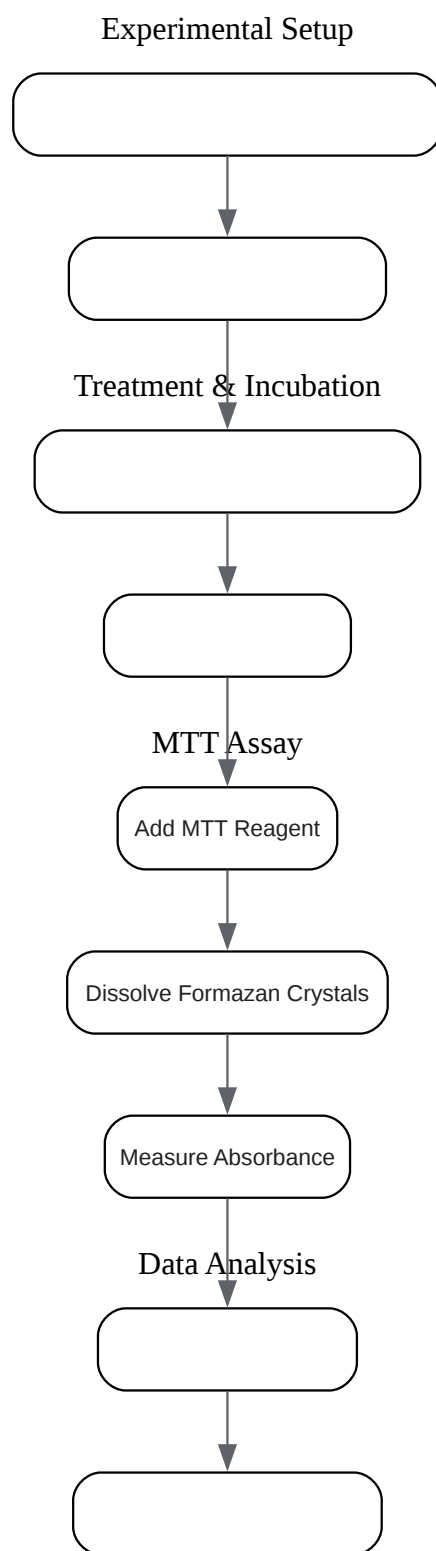 Experimental Setup
Treatment & Incubation
MTT Assay
Add MTT Reagent
Dissolve Formazan Crystals
Measure Absorbance
Data Analysis